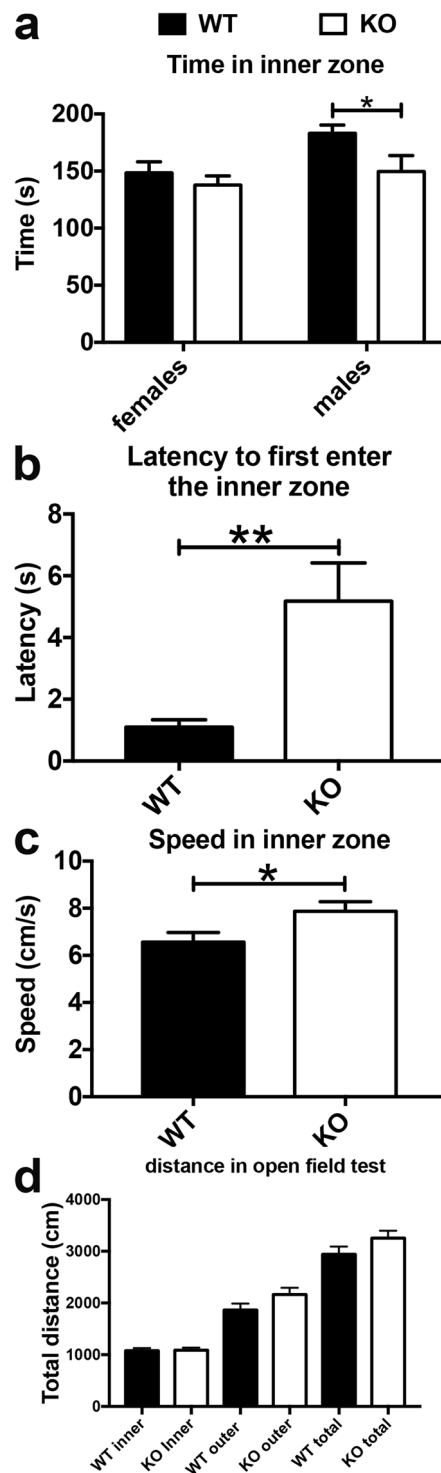 a
WT KO
Time in inner zone
*
200
150
100
50
0
Time (s)
females males
b
Latency to first enter
the inner zone
**
8
6
4
2
0
Latency (s)
WT KO
c
Speed in inner zone
*
10
8
6
4
2
0
Speed (cm/s)
WT KO
d
distance in open field test
4000
3000
2000
1000
0
Total distance (cm)
WT inner KO Inner WT outer KO outer WT total KO total